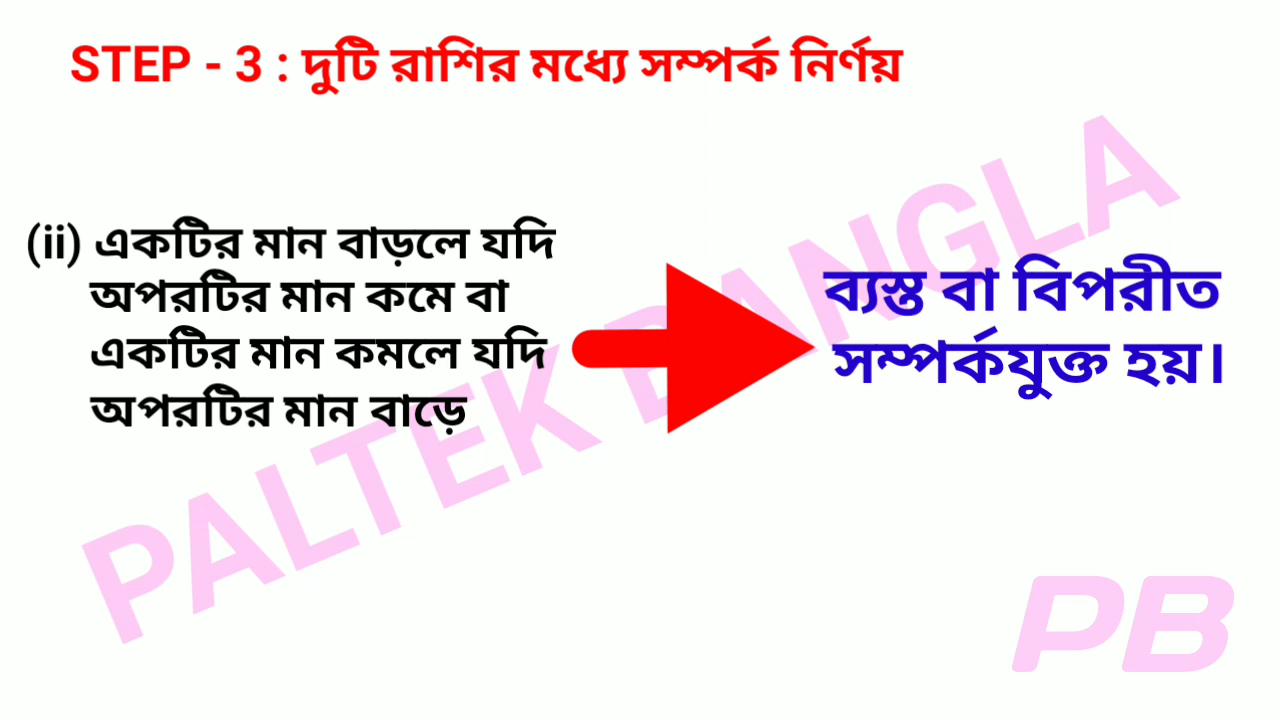 STEP - 3 : দুটি রাশির মধ্যে সম্পর্ক নির্ণয়
(ii) একটির মান বাড়লে যদি
অপরটির মান কমে বা
একটির মান কমলে যদি
অপরটির মান বাড়ে
ব্যস্ত বা বিপরীত
সম্পর্কযুক্ত হয়।
PALTEK BANGLA
PB